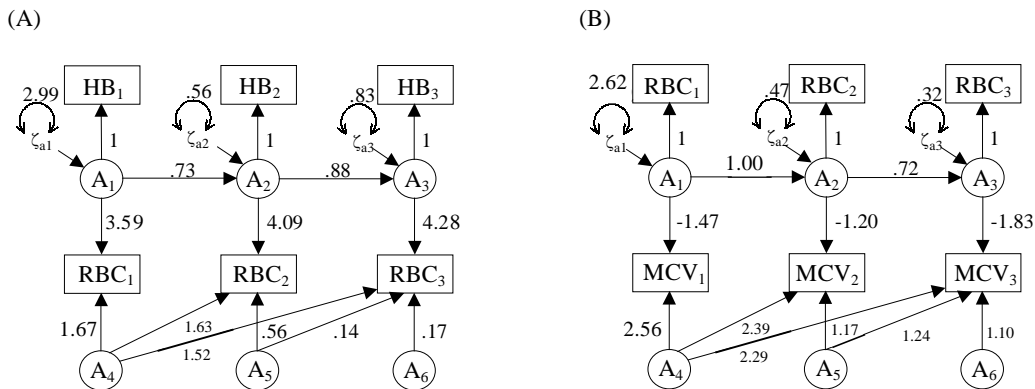 (A)
(B)
HB1 HB2 HB3
2.99 .56 .83
ζa1 ζa2 ζa3
1 1 1
A1 .73 A2 .88 A3
3.59 4.09 4.28
RBC1 RBC2 RBC3
1.67 1.63 1.52 .56 .14 .17
A4 A5 A6
RBC1 RBC2 RBC3
2.62 .47 .32
ζa1 ζa2 ζa3
1 1 1
A1 1.00 A2 .72 A3
-1.47 -1.20 -1.83
MCV1 MCV2 MCV3
2.56 2.39 2.29 1.17 1.24 1.10
A4 A5 A6